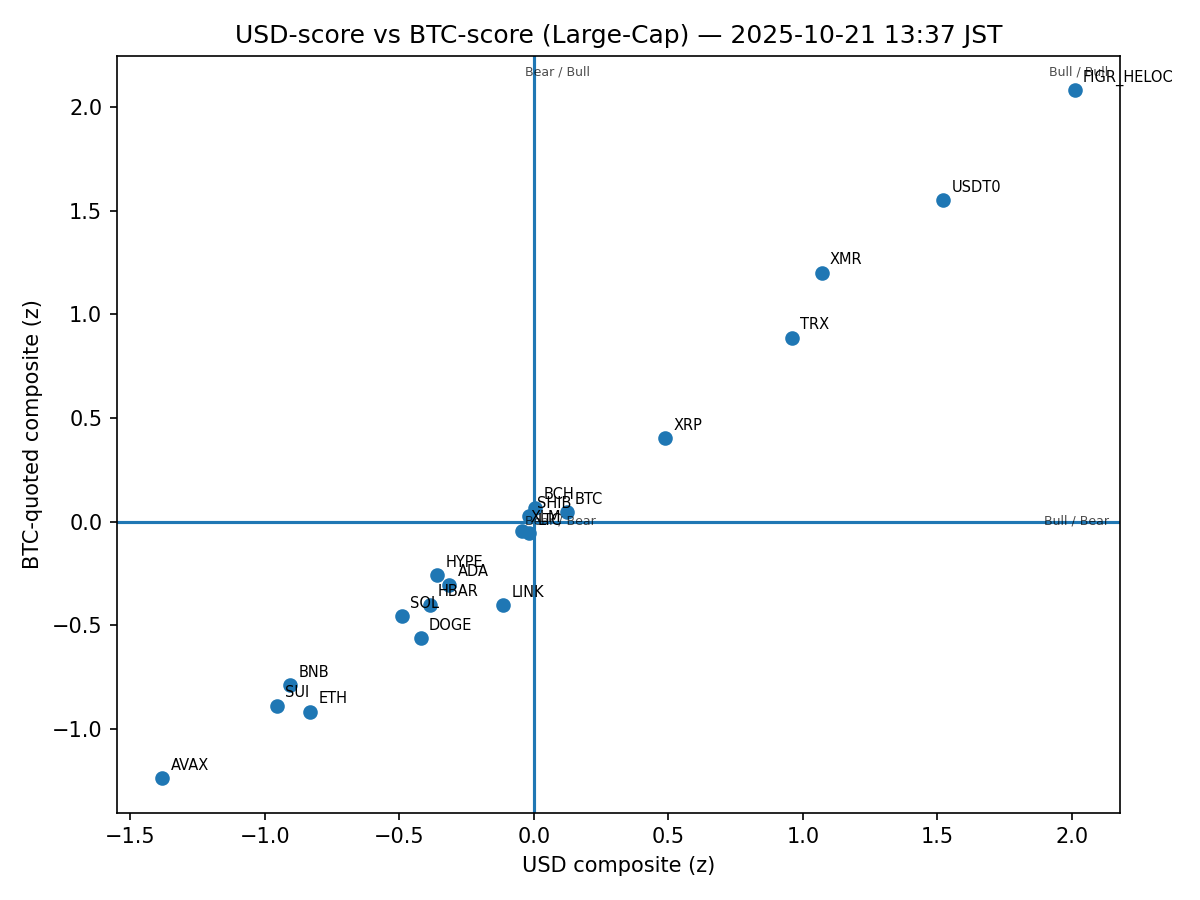 USD-score vs BTC-score (Large-Cap) — 2025-10-21 13:37 JST
Bear / Bull
Bull / Bull
FIGR_HELOC
USDT0
XMR
TRX
XRP
BCH
SHIB
BTC
XLM
Bull / Bear
HYPE
ADA
HBAR
LINK
SOL
DOGE
BNB
SUI
ETH
AVAX
2.0
1.5
1.0
0.5
0.0
−0.5
−1.0
BTC-quoted composite (z)
−1.5
−1.0
−0.5
0.0
0.5
1.0
1.5
2.0
USD composite (z)